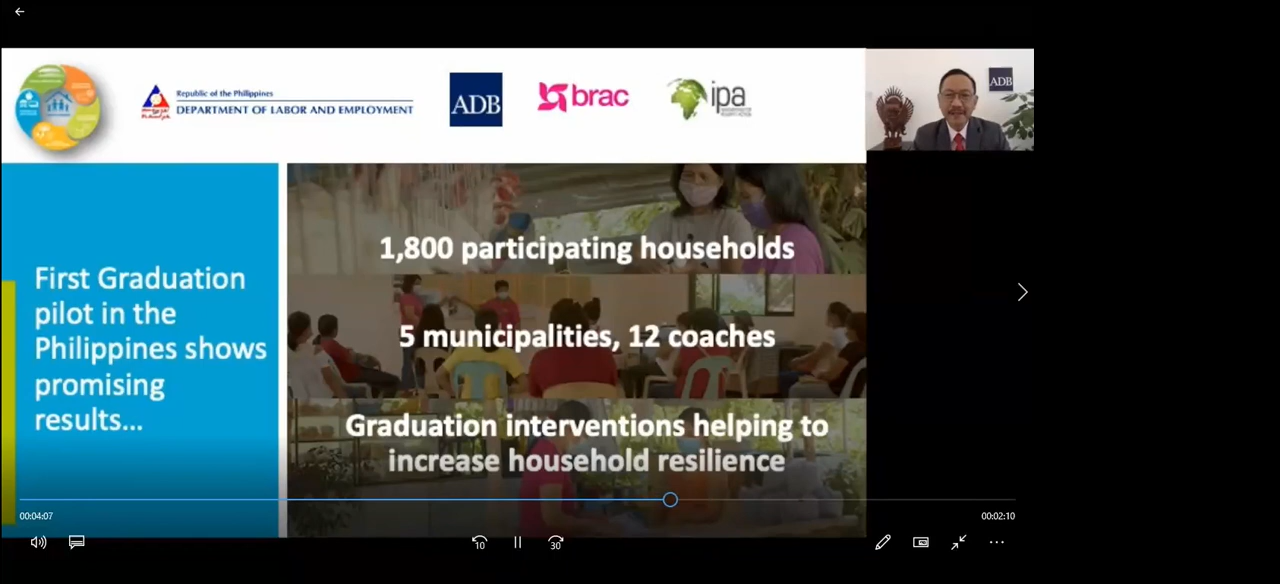 Republic of the Philippines
DEPARTMENT OF LABOR AND EMPLOYMENT
ADB
brac
ipa
ADB
First Graduation
pilot in the
Philippines shows
promising
results...
1,800 participating households
5 municipalities, 12 coaches
Graduation interventions helping to
increase household resilience
00:04:07
00:02:10
10
30